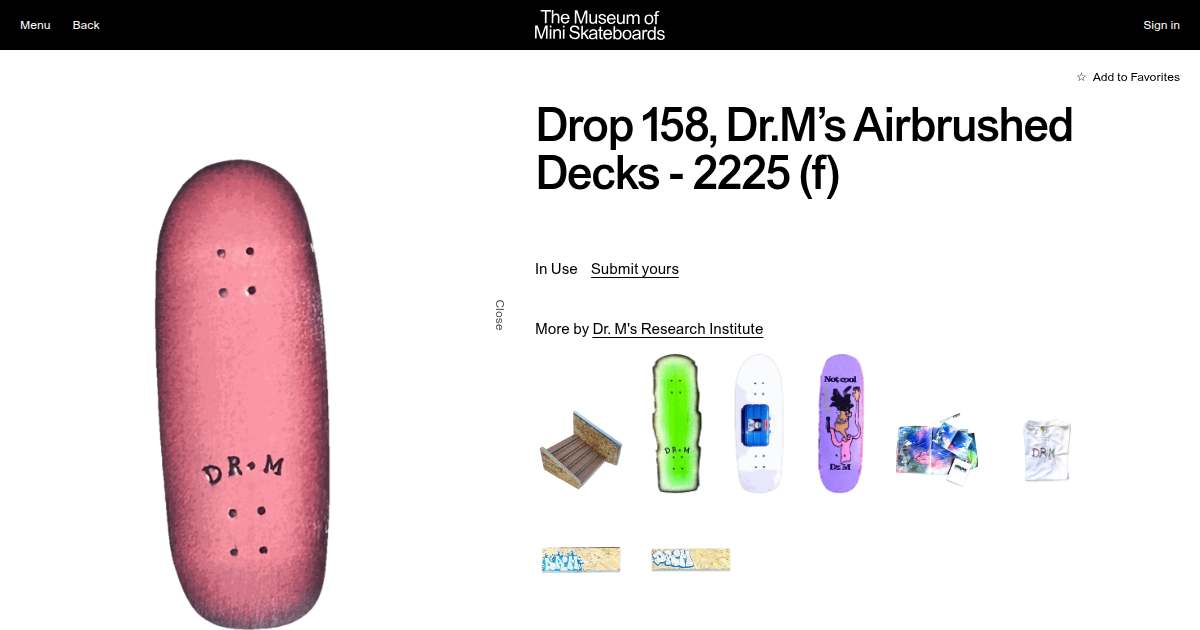 Menu
Back
The Museum of
Mini Skateboards
Sign in
☆ Add to Favorites
Drop 158, Dr.M’s Airbrushed
Decks - 2225 (f)
In Use
Submit yours
Close
More by Dr. M's Research Institute
DR•M
DR•M
Not cool
Dr. M
DR.M